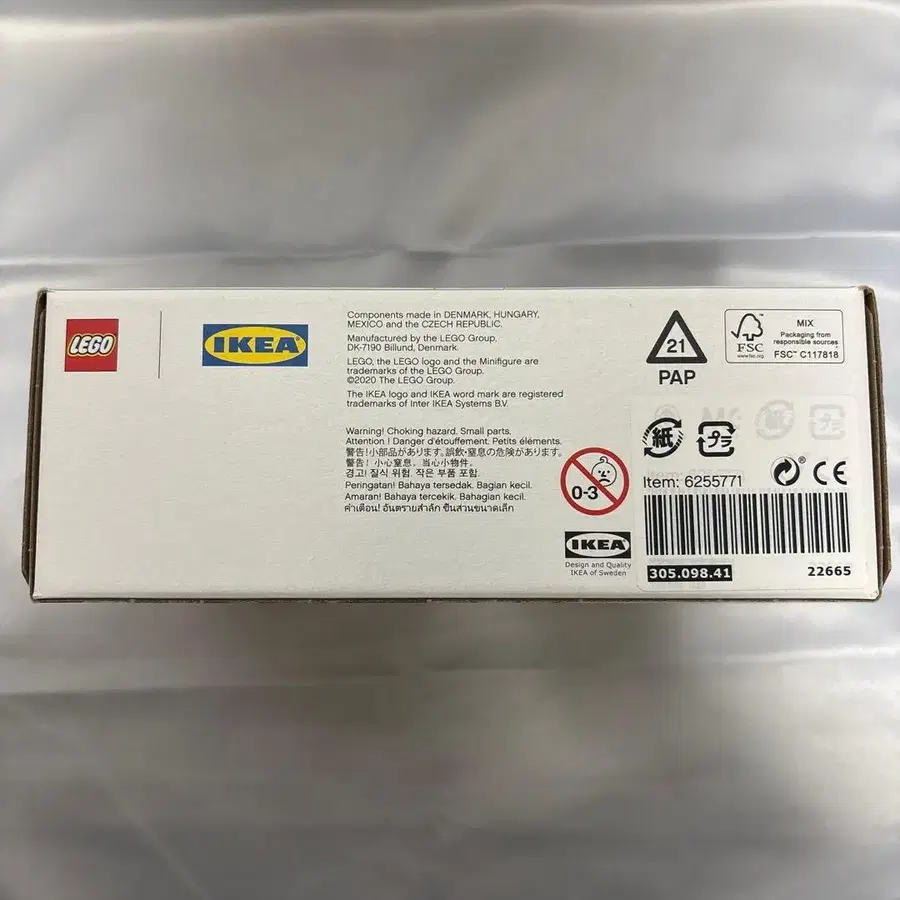 LEGO
IKEA®
Components made in DENMARK, HUNGARY,
MEXICO and the CZECH REPUBLIC.
Manufactured by the LEGO Group,
DK-7190 Billund, Denmark.
LEGO, the LEGO logo and the Minifigure are
trademarks of the LEGO Group.
©2020 The LEGO Group.
The IKEA logo and IKEA word mark are registered
trademarks of Inter IKEA Systems B.V.
Warning! Choking hazard. Small parts.
Attention ! Danger d'étouffement. Petits éléments.
警告!小部品があります。誤飲・窒息の危険があります。
警告！小心窒息。当心小物件。
경고! 질식 위험. 작은 부품 포함.
Peringatan! Bahaya tersedak. Bagian kecil.
Amaran! Bahaya tercekik. Bahagian kecil.
คำเตือน! อันตรายสำลัก ชิ้นส่วนขนาดเล็ก
0-3
IKEA
Design and Quality
IKEA of Sweden
21
PAP
FSC
www.fsc.org
MIX
Packaging from
responsible sources
FSC™ C117818
紙
プラ
Item: 6255771
® CE
305.098.41
22665